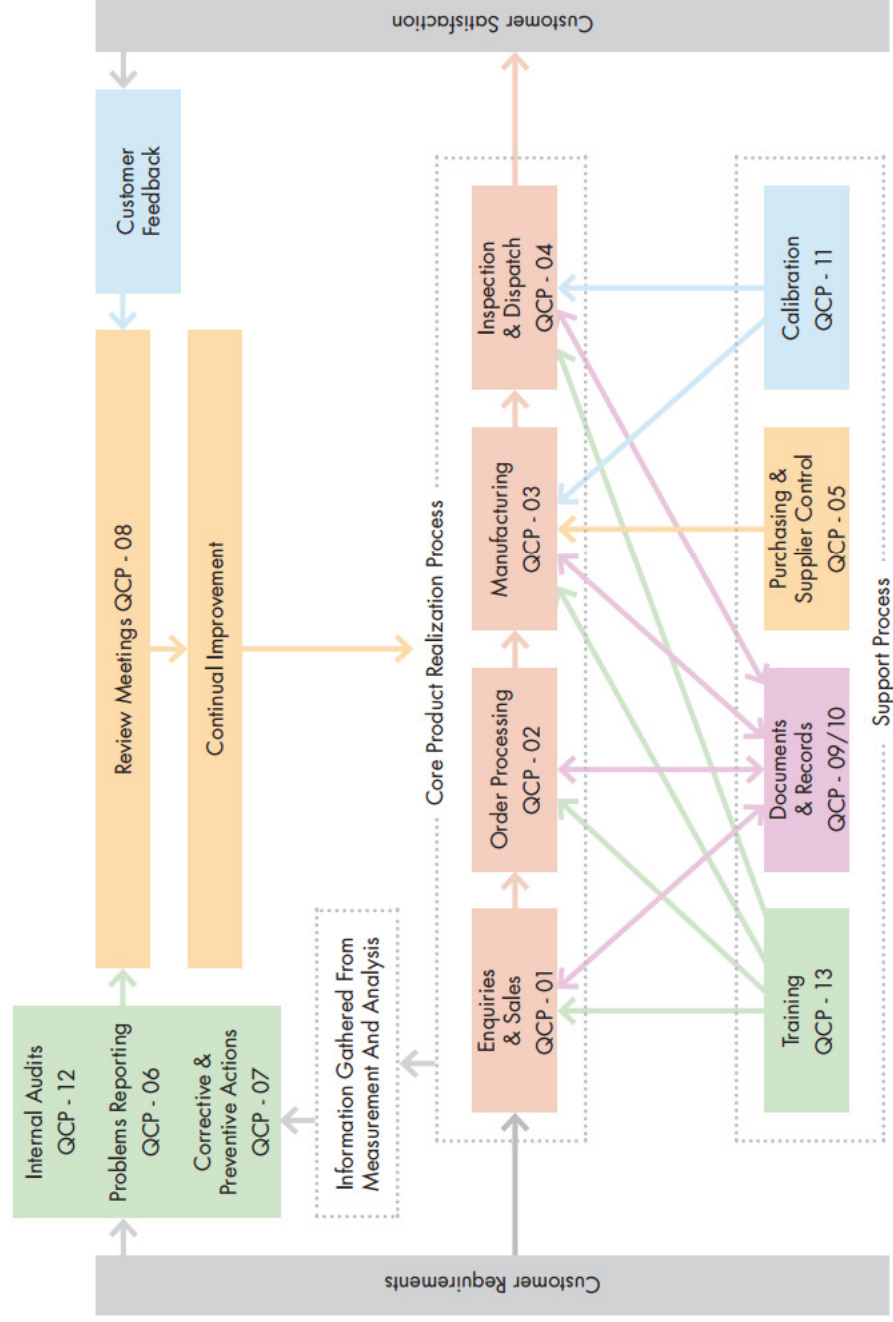 Customer Requirements
Internal Audits
QCP - 12
Problems Reporting
QCP - 06
Corrective &
Preventive Actions
QCP - 07
Review Meetings QCP - 08
Continual Improvement
Customer
Feedback
Customer Satisfaction
Information Gathered From
Measurement And Analysis
Core Product Realization Process
Enquiries
& Sales
QCP - 01
Order Processing
QCP - 02
Manufacturing
QCP - 03
Inspection
& Dispatch
QCP - 04
Training
QCP - 13
Documents
& Records
QCP - 09/10
Purchasing &
Supplier Control
QCP - 05
Calibration
QCP - 11
Support Process